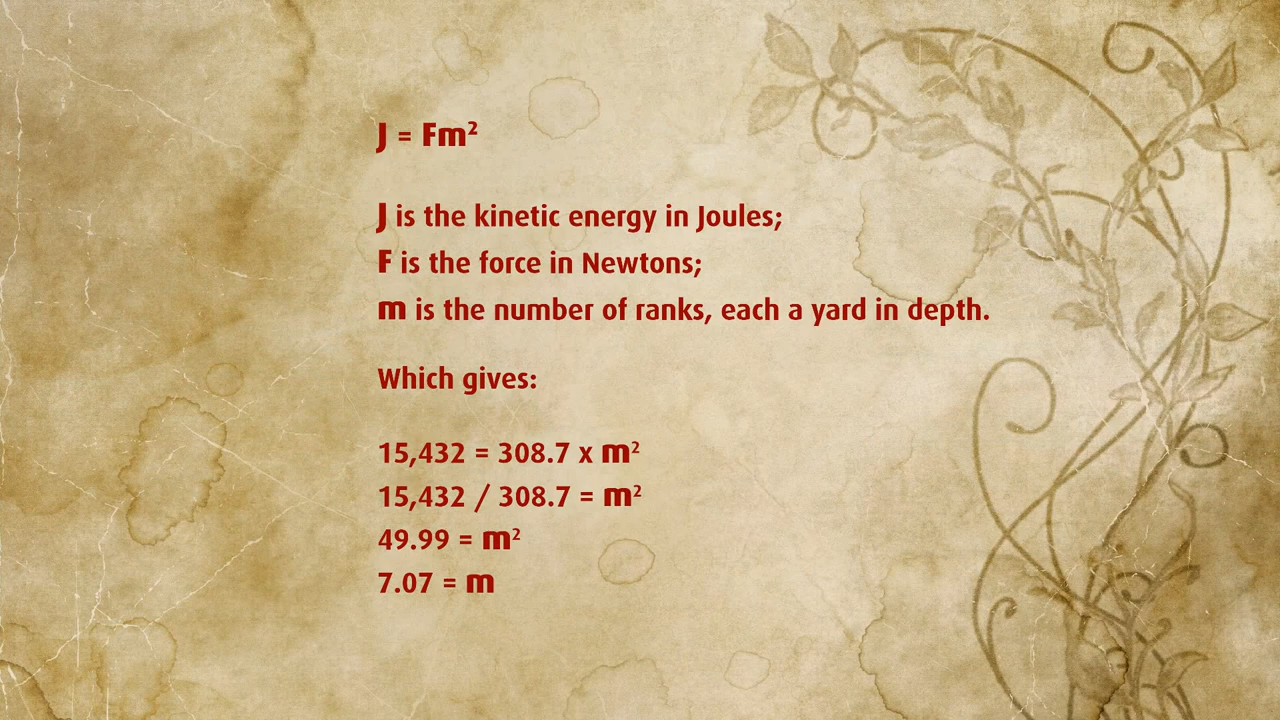 J = Fm²
J is the kinetic energy in Joules;
F is the force in Newtons;
m is the number of ranks, each a yard in depth.
Which gives:
15,432 = 308.7 x m²
15,432 / 308.7 = m²
49.99 = m²
7.07 = m